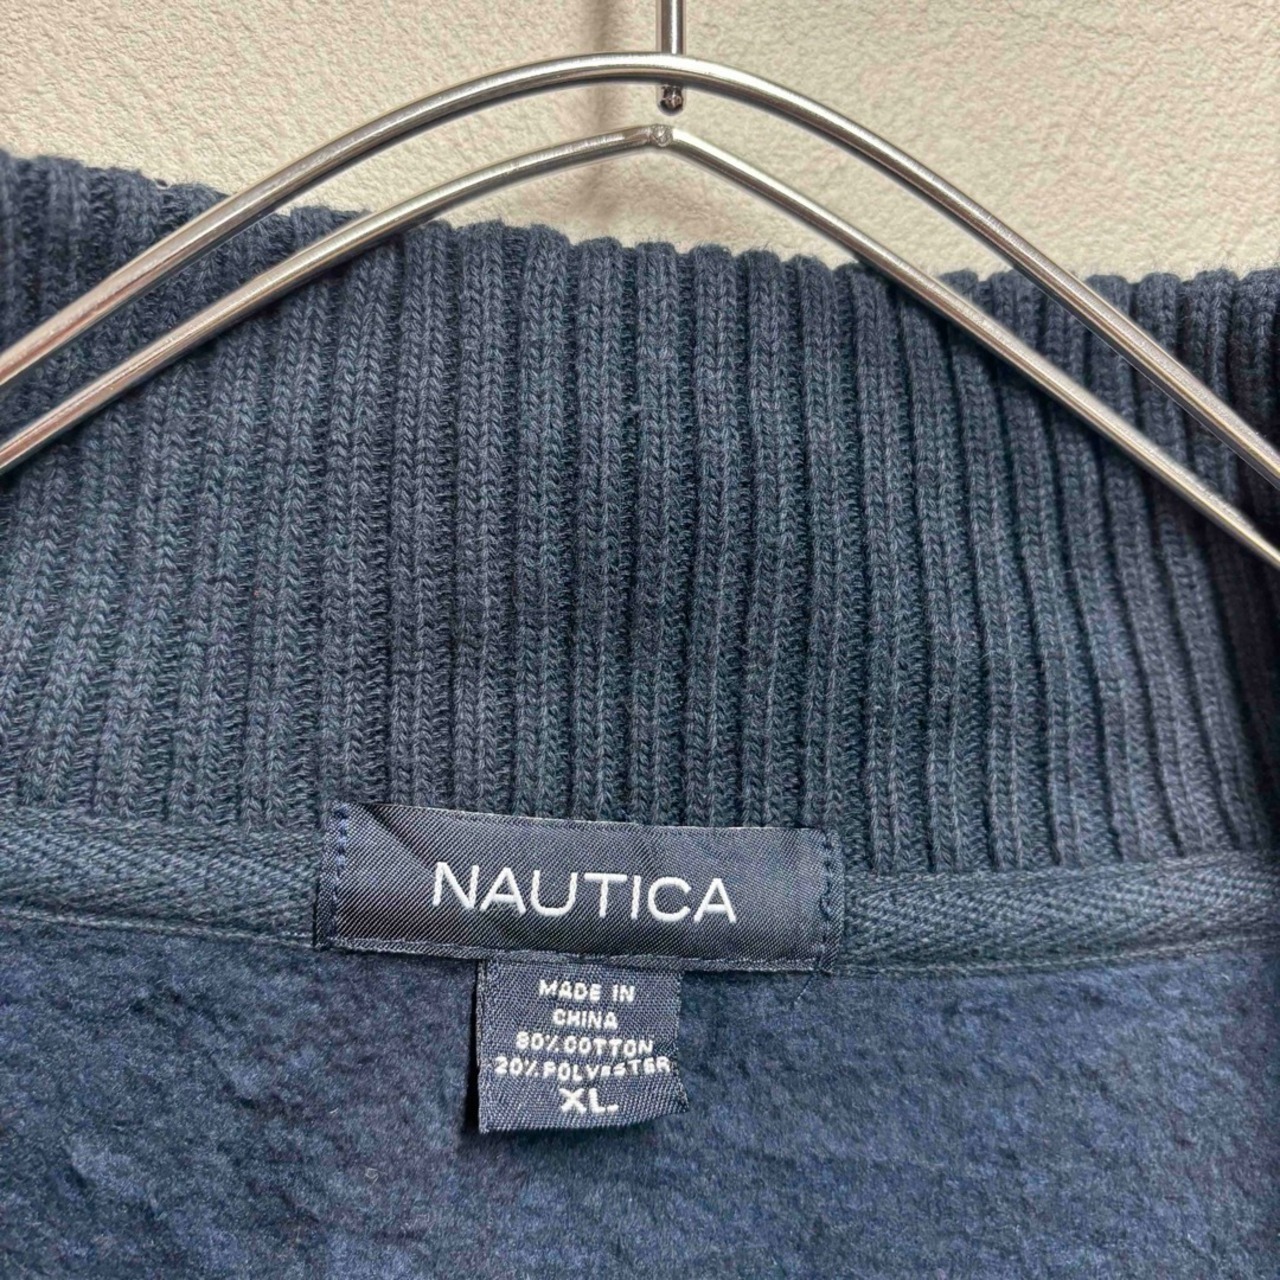 NAUTICA
MADE IN
CHINA
80% COTTON
20% POLYESTER
XL